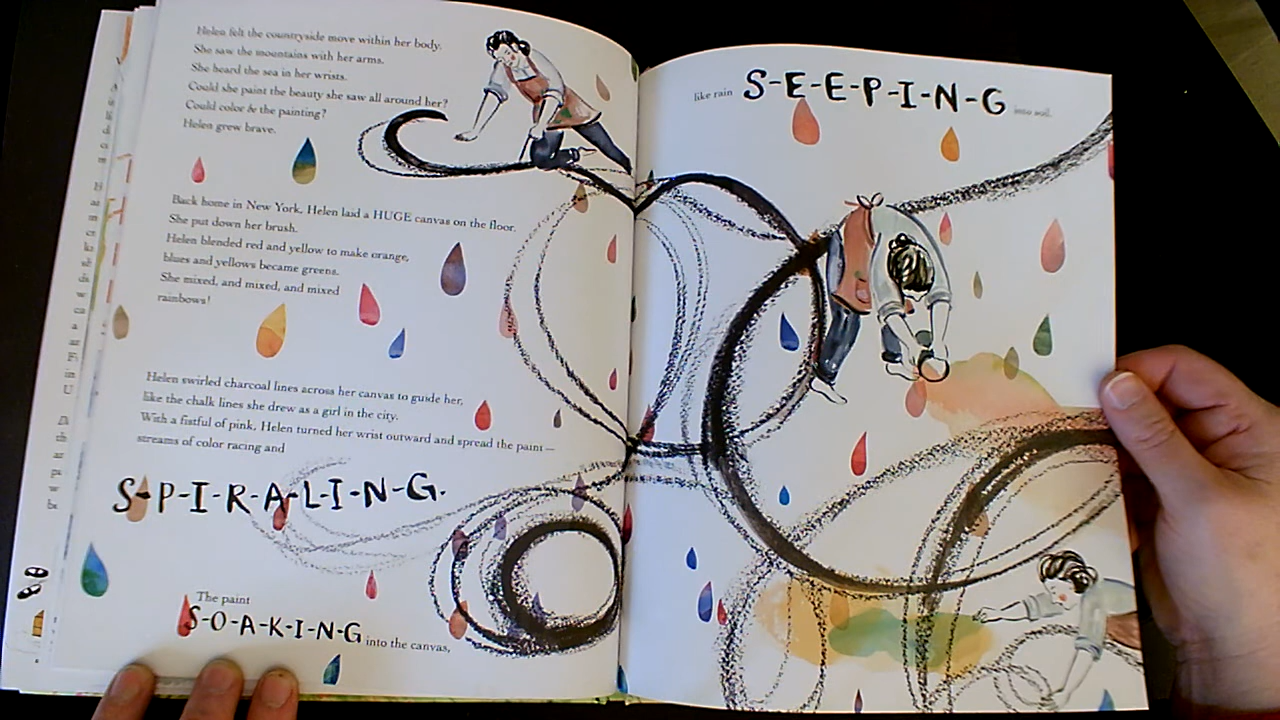 Helen felt the countryside move within her body.
She saw the mountains with her arms.
She heard the sea in her wrists.
Could she paint the beauty she saw all around her?
Could color be the painting?
Helen grew brave.
Back home in New York, Helen laid a HUGE canvas on the floor.
She put down her brush.
Helen blended red and yellow to make orange,
blues and yellows became greens.
She mixed, and mixed, and mixed
rainbows!
Helen swirled charcoal lines across her canvas to guide her,
like the chalk lines she drew as a girl in the city.
With a fistful of pink, Helen turned her wrist outward and spread the paint—
streams of color racing and
S-P-I-R-A-L-I-N-G.
The paint
S-O-A-K-I-N-G into the canvas,
like rain S-E-E-P-I-N-G into soil.